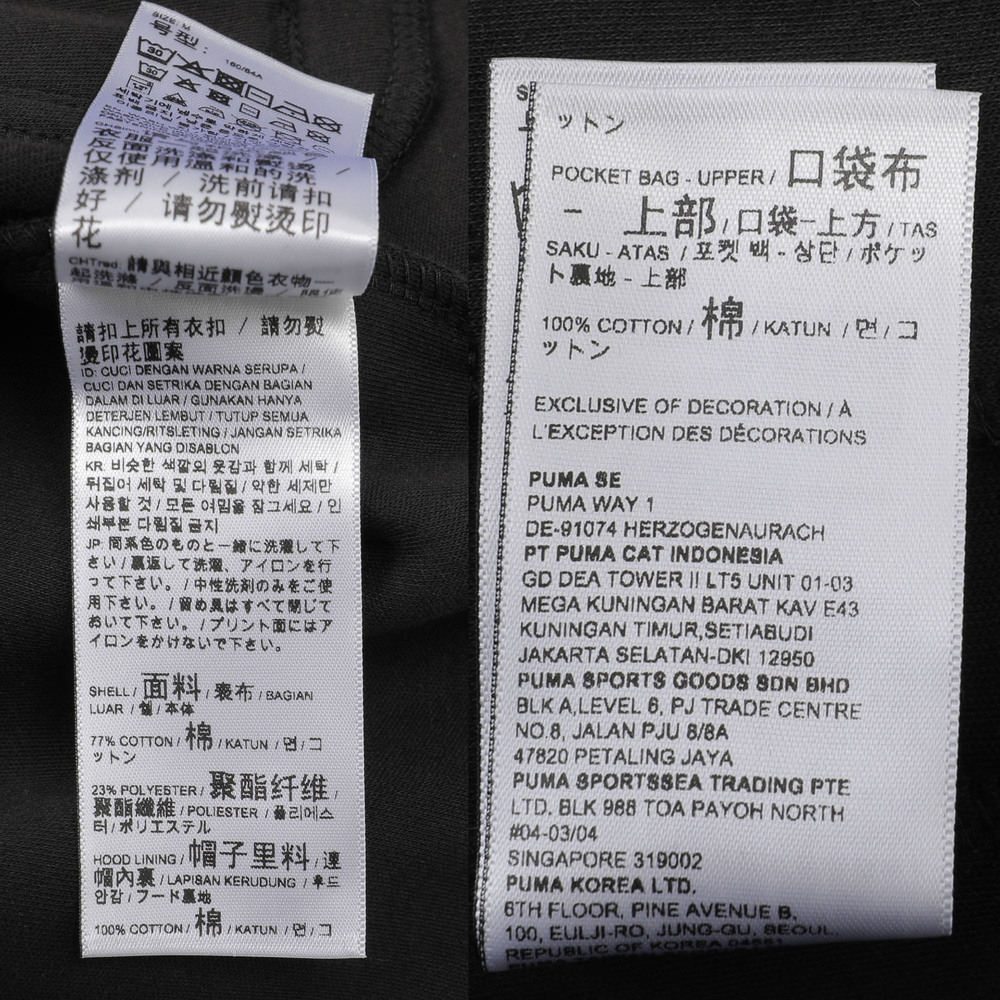 SIZE: M
号型:
160/84A
衣服
反面洗涤和熨烫 /
仅使用温和的洗
涤剂 / 洗前请扣
好 / 请勿熨烫印
花
CHTrad: 請與相近顏色衣物一
起洗滌 / 反面洗燙 /
請扣上所有衣扣 / 請勿熨
燙印花圖案
ID: CUCI DENGAN WARNA SERUPA /
CUCI DAN SETRIKA DENGAN BAGIAN
DALAM DI LUAR / GUNAKAN HANYA
DETERJEN LEMBUT / TUTUP SEMUA
KANCING/RITSLETING / JANGAN SETRIKA
BAGIAN YANG DISABLON
KR: 비슷한 색깔의 옷감과 함께 세탁 /
뒤집어 세탁 및 다림질 / 약한 세제만
사용할 것 / 모든 여밈을 잠그세요 / 인
쇄부분 다림질 금지
JP: 同系色のものと一緒に洗濯して下
さい / 裏返して洗濯、アイロンを行
って下さい。 / 中性洗剤のみをご使
用下さい。 / 留め具はすべて閉じて
おいて下さい。 / プリント面にはア
イロンをかけないで下さい。
SHELL / 面料 / 表布 / BAGIAN
LUAR / 쉘 / 本体
77% COTTON / 棉 / KATUN / 면 / コ
ットン
23% POLYESTER / 聚酯纤维 /
聚酯纖維 / POLIESTER / 폴리에스
터 / ポリエステル
HOOD LINING / 帽子里料 / 連
帽內裏 / LAPISAN KERUDUNG / 후드
안감 / フード裏地
100% COTTON / 棉 / KATUN / 면 / コ
ットン
POCKET BAG - UPPER / 口袋布
- 上部 / 口袋-上方 / TAS
SAKU - ATAS / 포켓 백 - 상단 / ポケッ
ト裏地 - 上部
100% COTTON / 棉 / KATUN / 면 / コ
ットン
EXCLUSIVE OF DECORATION / À
L'EXCEPTION DES DÉCORATIONS
PUMA SE
PUMA WAY 1
DE-91074 HERZOGENAURACH
PT PUMA CAT INDONESIA
GD DEA TOWER II LT5 UNIT 01-03
MEGA KUNINGAN BARAT KAV E43
KUNINGAN TIMUR,SETIABUDI
JAKARTA SELATAN-DKI 12950
PUMA SPORTS GOODS SDN BHD
BLK A,LEVEL 6, PJ TRADE CENTRE
NO.8, JALAN PJU 8/8A
47820 PETALING JAYA
PUMA SPORTSSEA TRADING PTE
LTD. BLK 988 TOA PAYOH NORTH
#04-03/04
SINGAPORE 319002
PUMA KOREA LTD.
6TH FLOOR, PINE AVENUE B,
100, EULJI-RO, JUNG-GU, SEOUL,
REPUBLIC OF KOREA 04551